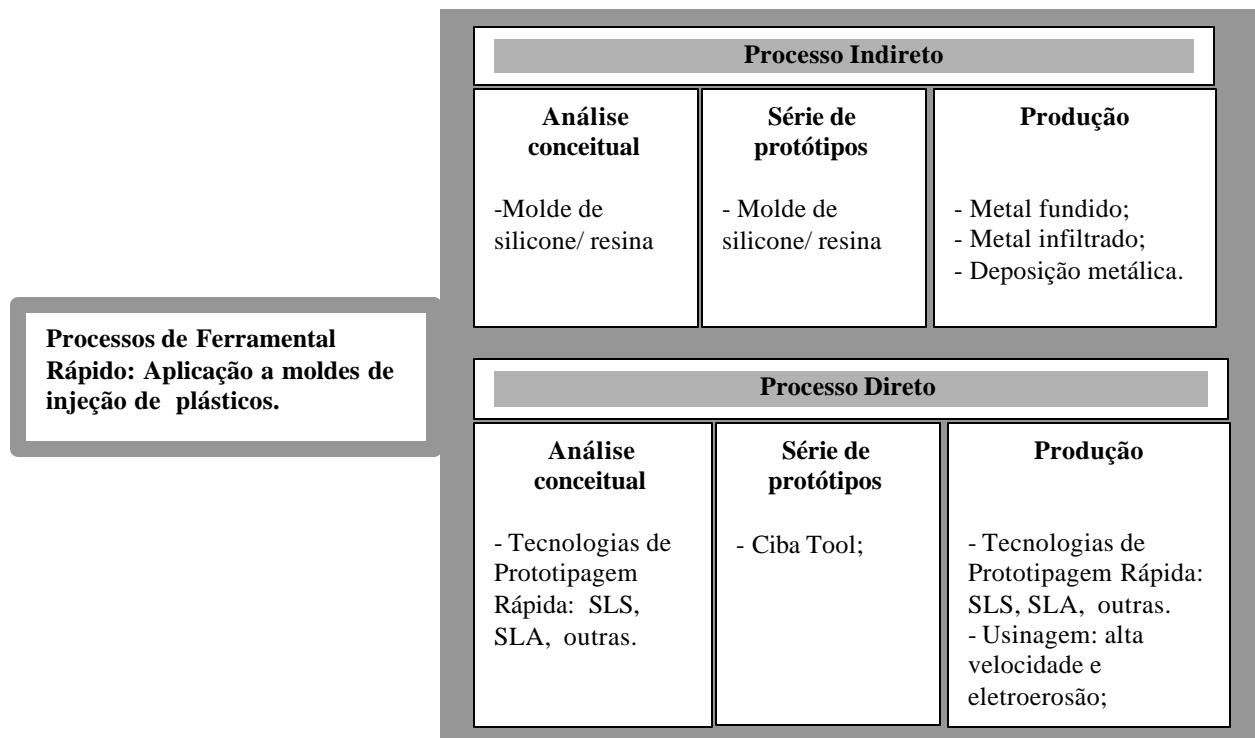 Processo Indireto
Análise
conceitual
-Molde de
silicone/ resina
Série de
protótipos
- Molde de
silicone/ resina
Produção
- Metal fundido;
- Metal infiltrado;
- Deposição metálica.
Processos de Ferramental
Rápido: Aplicação a moldes de
injeção de plásticos.
Processo Direto
Análise
conceitual
- Tecnologias de
Prototipagem
Rápida: SLS,
SLA, outras.
Série de
protótipos
- Ciba Tool;
Produção
- Tecnologias de
Prototipagem Rápida:
SLS, SLA, outras.
- Usinagem: alta
velocidade e
eletroerosão;